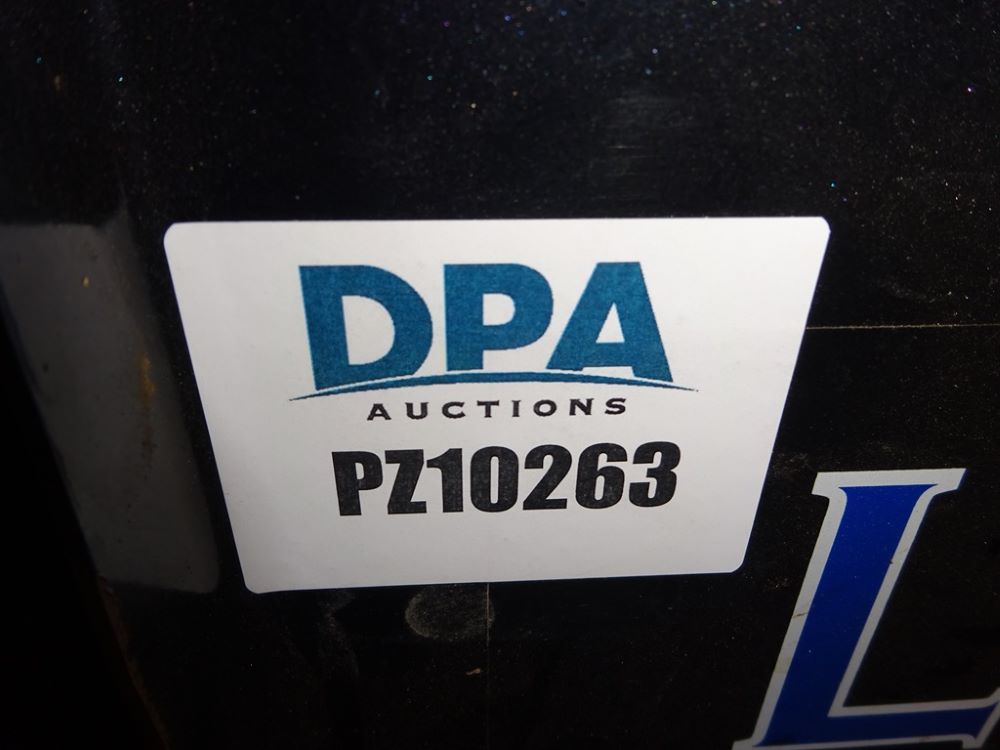 DPA
AUCTIONS
PZ10263
L